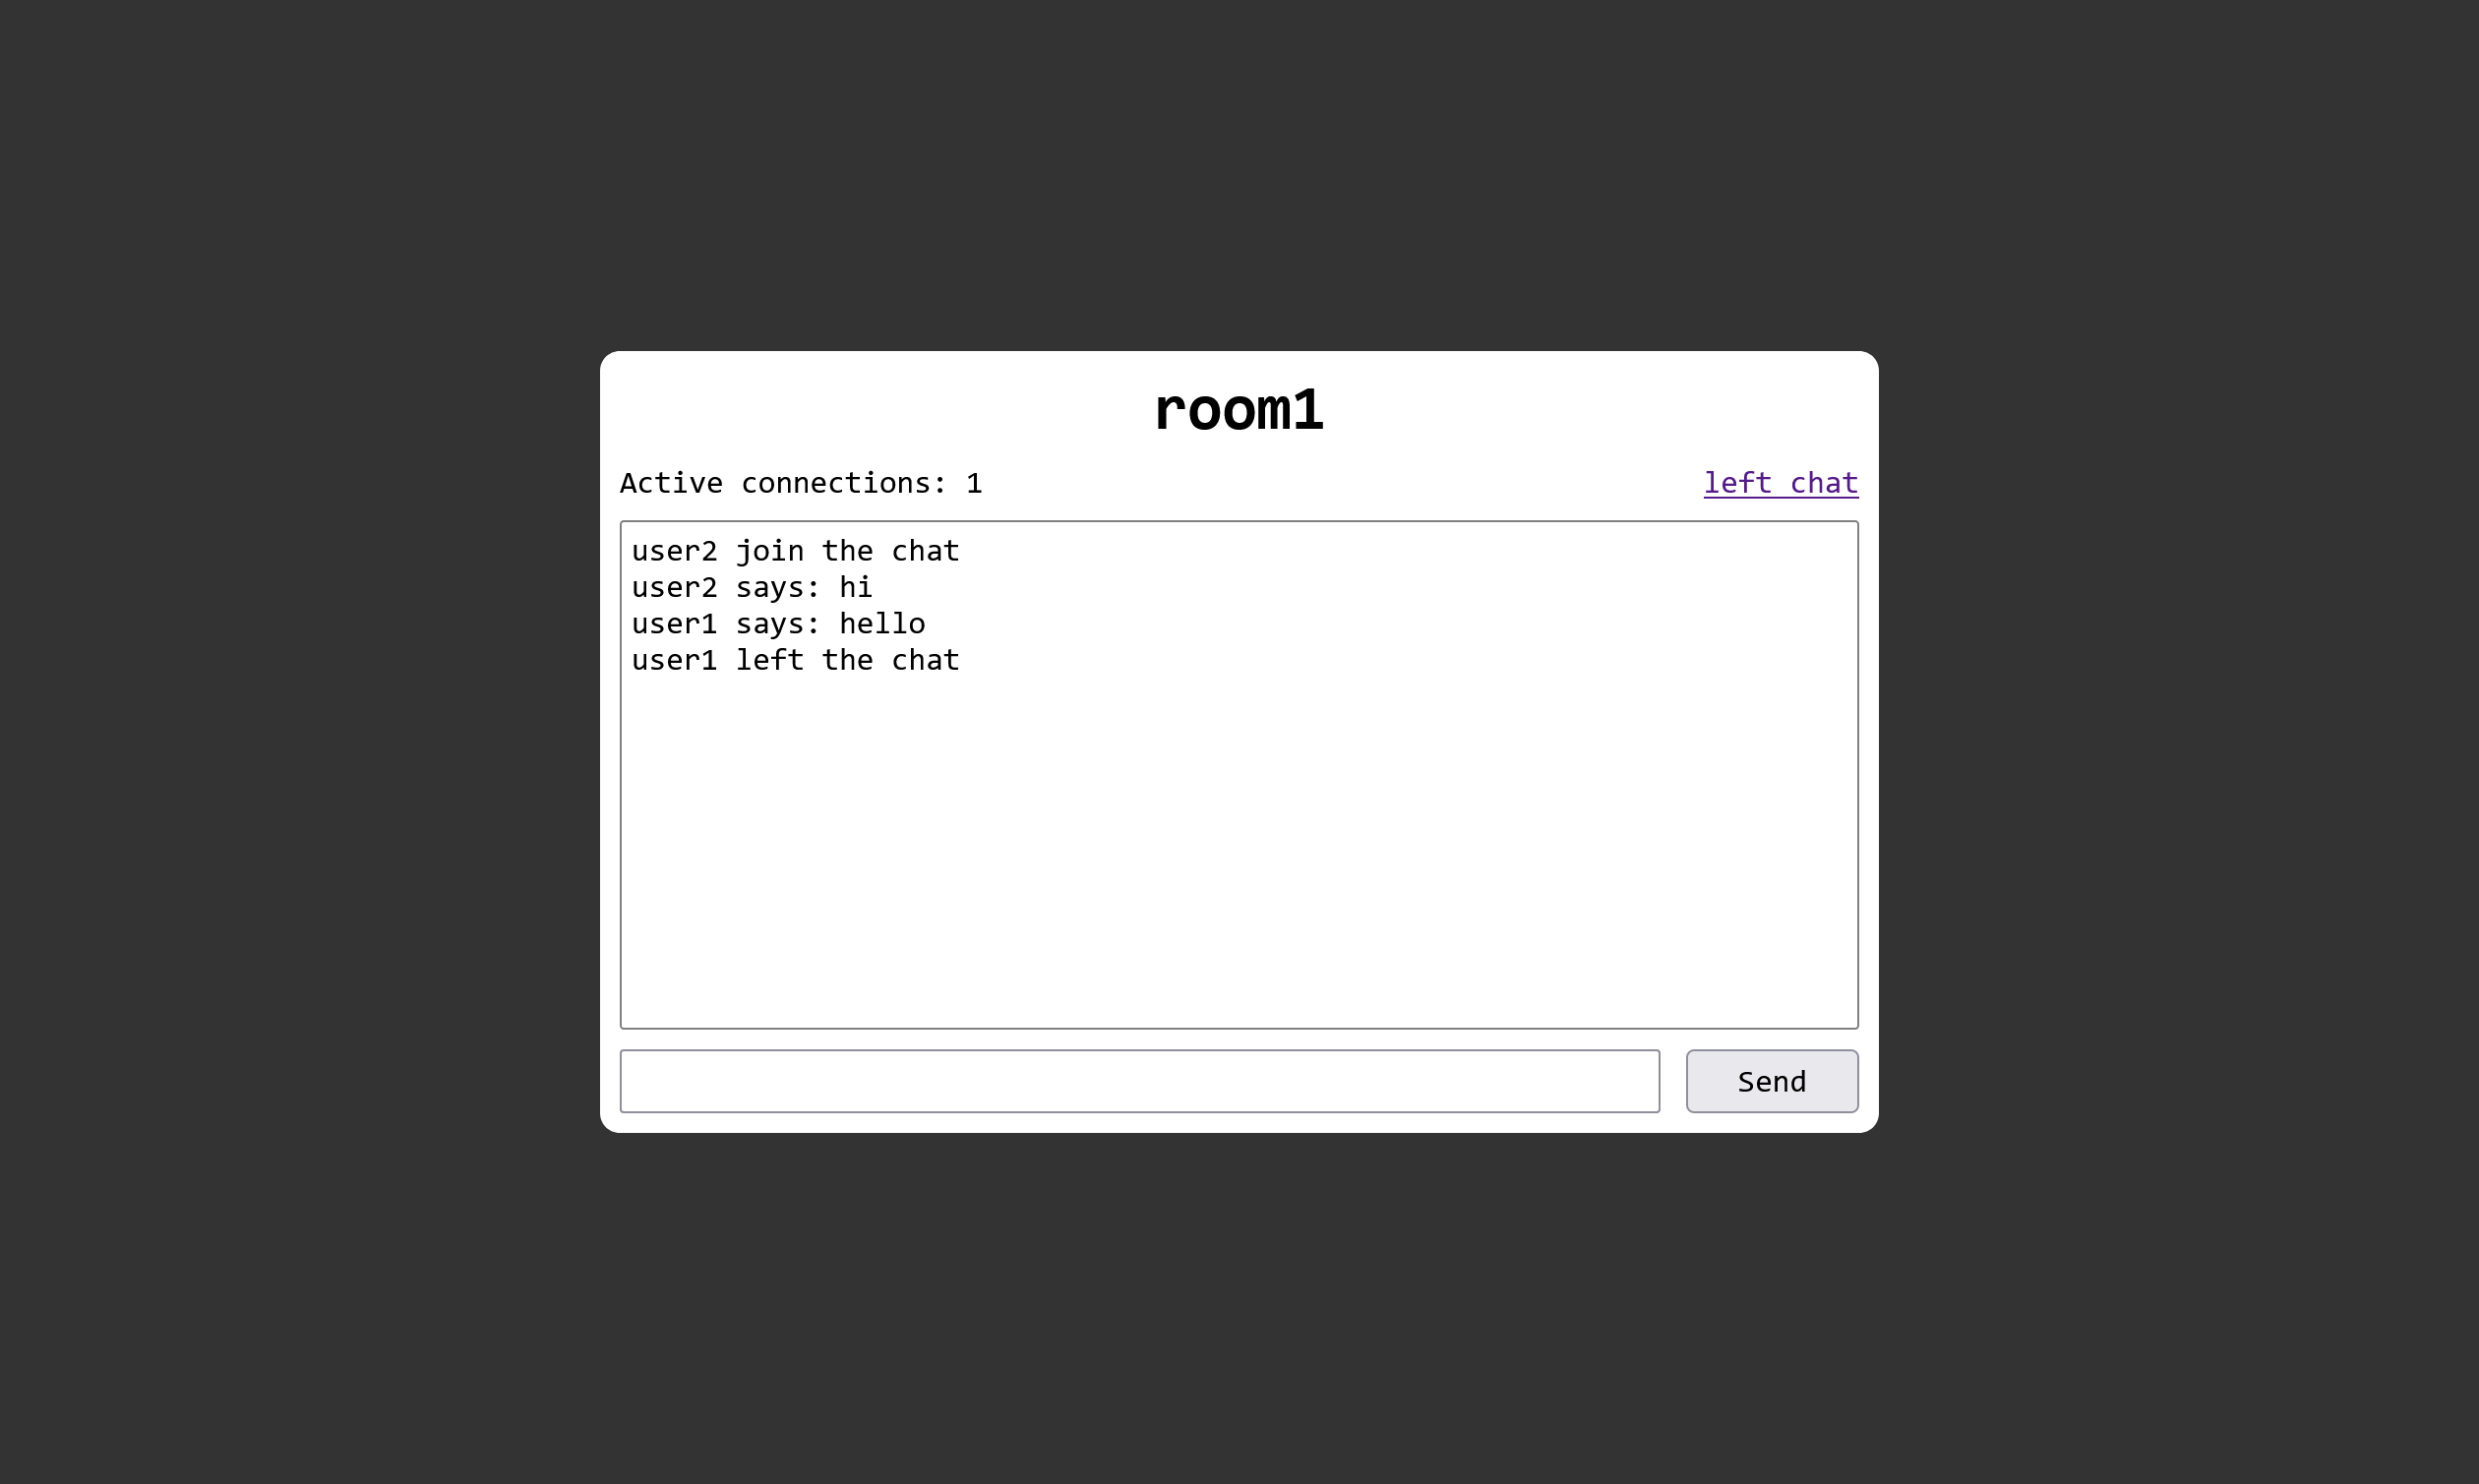 room1
Active connections: 1
left chat
user2 join the chat
user2 says: hi
user1 says: hello
user1 left the chat
Send